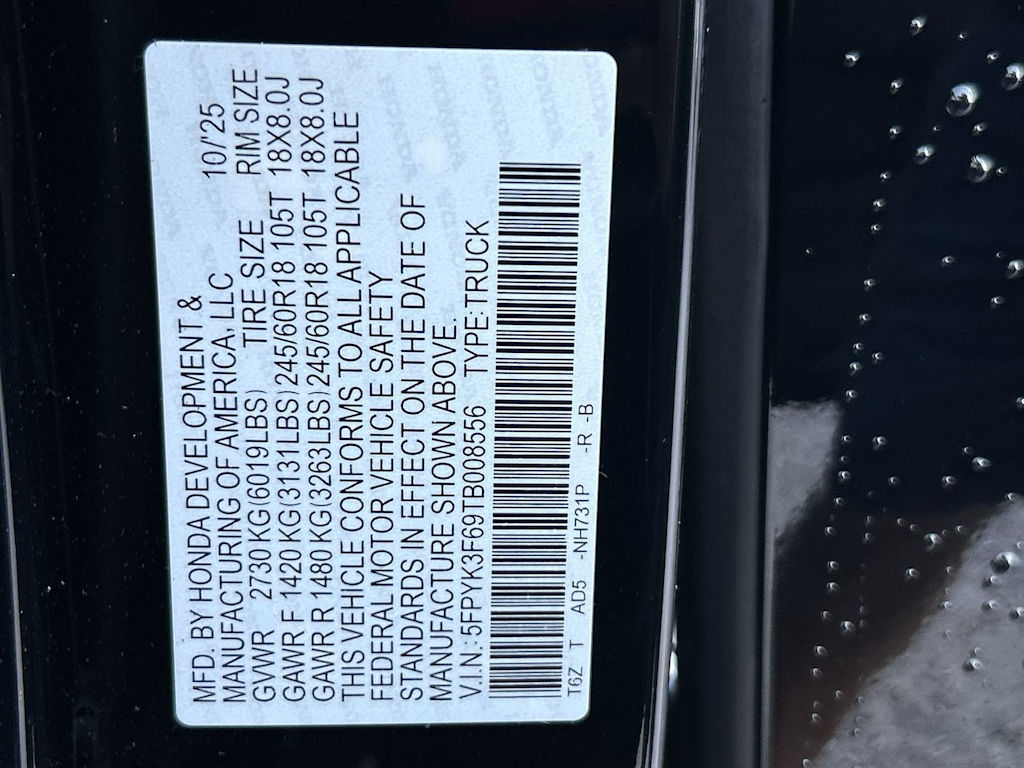 MFD. BY HONDA DEVELOPMENT &
MANUFACTURING OF AMERICA, LLC 10/'25
GVWR 2730 KG(6019LBS) TIRE SIZE RIM SIZE
GAWR F 1420 KG(3131LBS) 245/60R18 105T 18X8.0J
GAWR R 1480 KG(3263LBS) 245/60R18 105T 18X8.0J
THIS VEHICLE CONFORMS TO ALL APPLICABLE
FEDERAL MOTOR VEHICLE SAFETY
STANDARDS IN EFFECT ON THE DATE OF
MANUFACTURE SHOWN ABOVE.
V.I.N.:5FPYK3F69TB008556 TYPE:TRUCK
T6Z T AD5 -NH731P -R -B